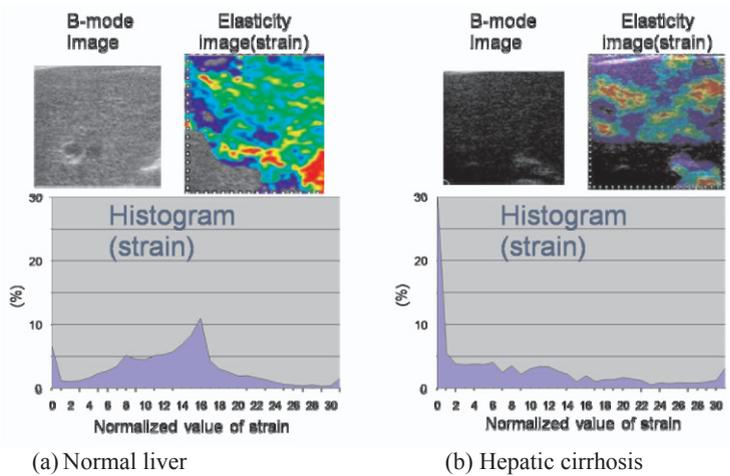 B-mode
Image
Elasticity
image(strain)
30
20
10
0
(%)
Histogram
(strain)
0 2 4 6 8 10 12 14 16 18 20 21 24 26 28 30
Normalized value of strain
(a) Normal liver
B-mode
Image
Elasticity
image(strain)
30
20
10
0
(%)
Histogram
(strain)
0 2 4 6 8 10 12 14 16 18 20 22 24 26 28 30
Normalized value of strain
(b) Hepatic cirrhosis